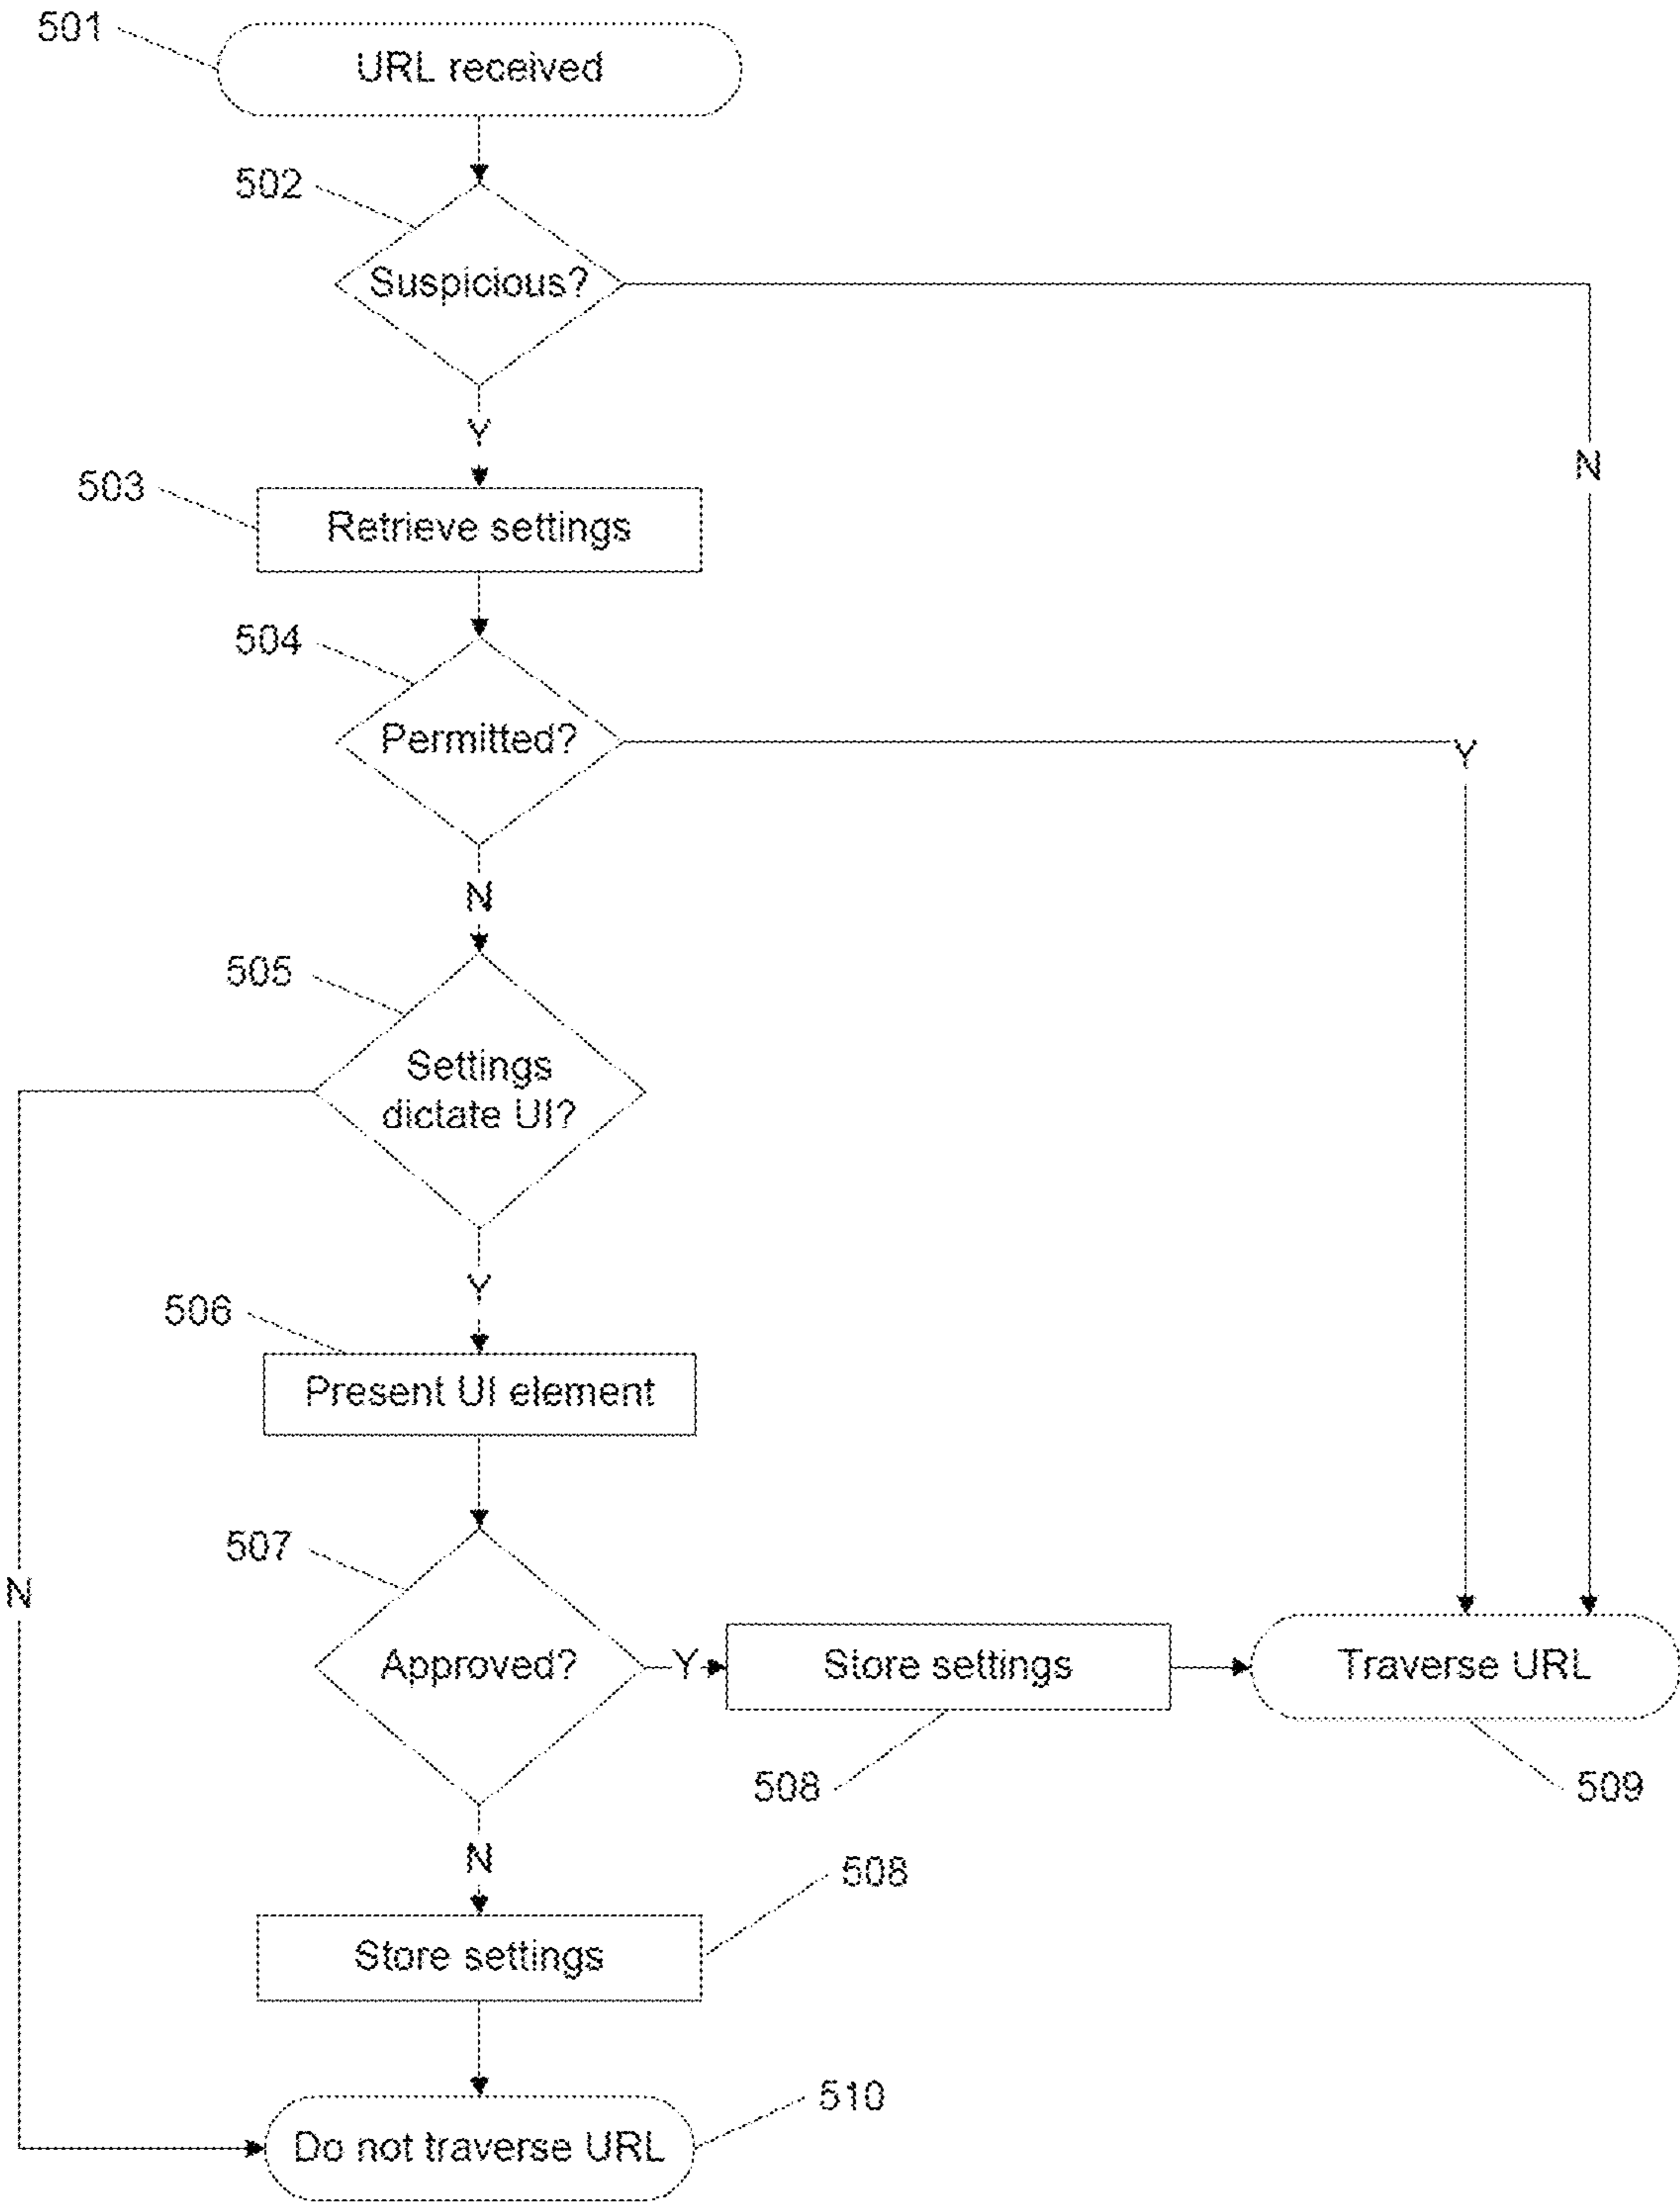 501
URL received
502
Suspicious?
Y
N
503
Retrieve settings
504
Permitted?
Y
N
505
Settings
dictate UI?
Y
506
Present UI element
507
N
Approved?
Y
Store settings
Traverse URL
508
509
N
508
Store settings
510
Do not traverse URL